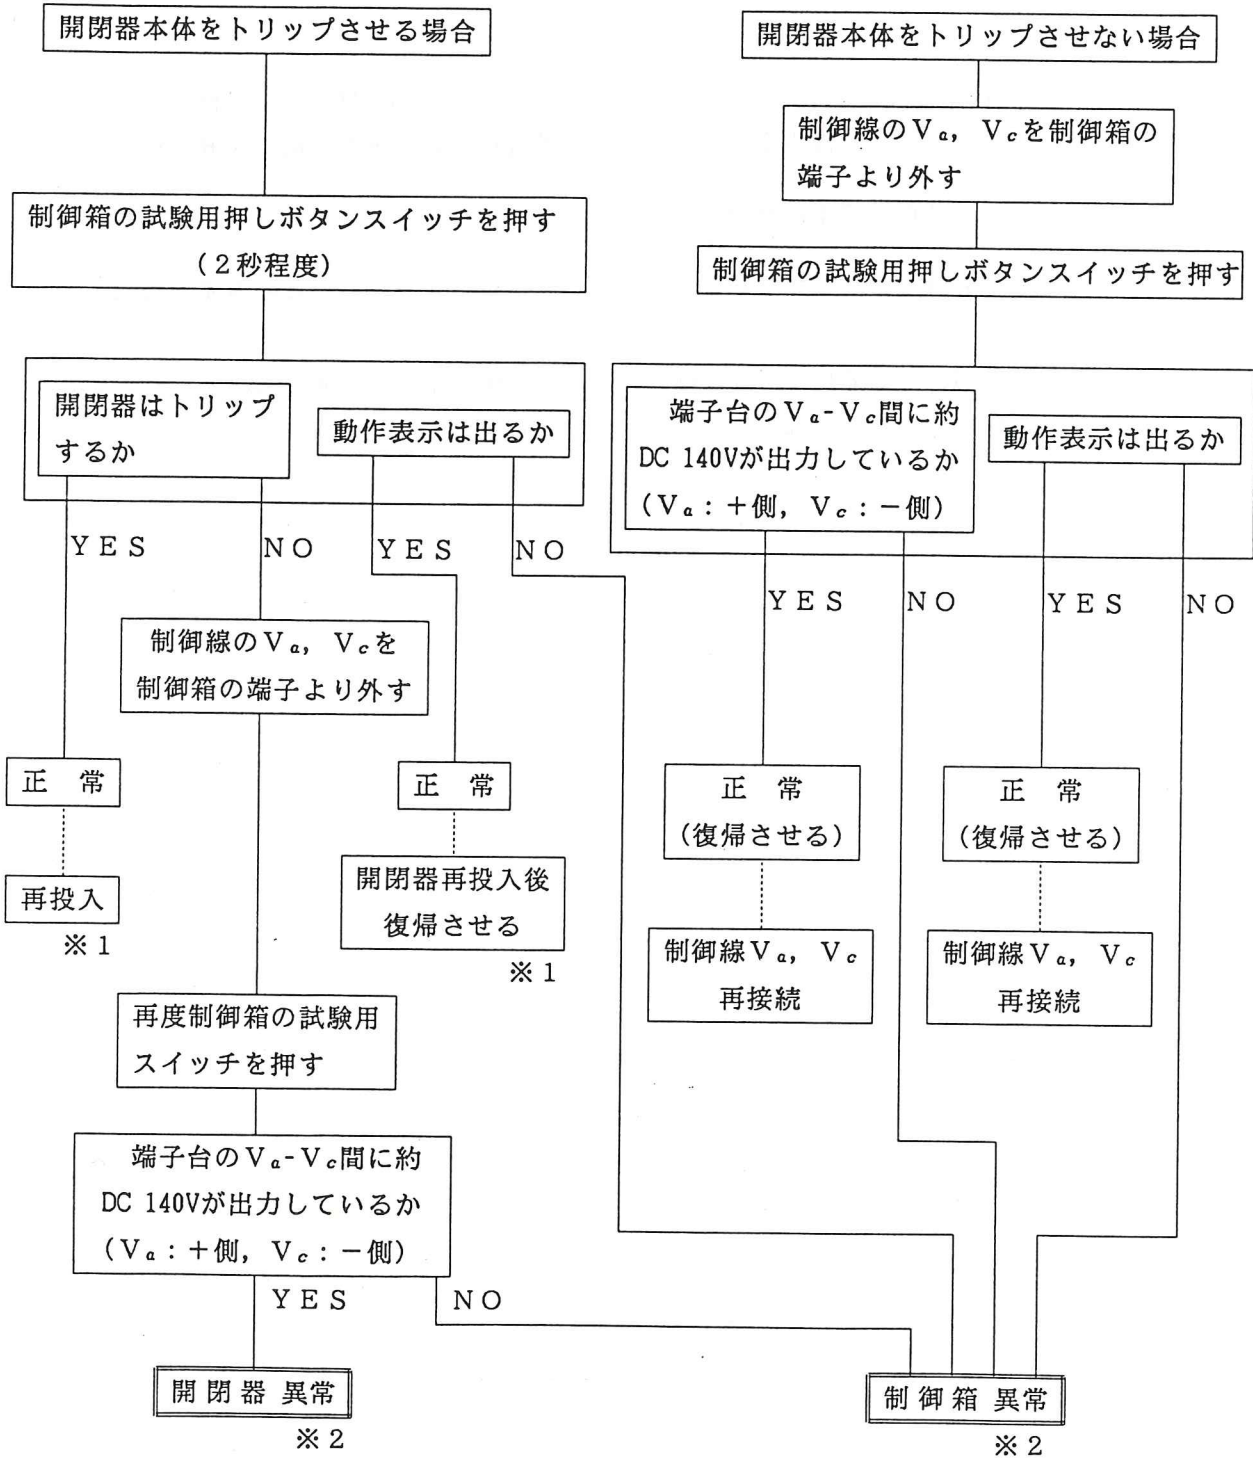 開閉器本体をトリップさせる場合
制御箱の試験用押しボタンスイッチを押す
(2秒程度)
開閉器はトリップ
するか
動作表示は出るか
YES
NO
YES
NO
制御線のVa, Vcを
制御箱の端子より外す
正 常
再投入
※1
正 常
開閉器再投入後
復帰させる
※1
再度制御箱の試験用
スイッチを押す
端子台のVa-Vc間に約
DC 140Vが出力しているか
(Va:+側, Vc:-側)
YES
NO
開閉器 異常
※2
開閉器本体をトリップさせない場合
制御線のVa, Vcを制御箱の
端子より外す
制御箱の試験用押しボタンスイッチを押す
端子台のVa-Vc間に約
DC 140Vが出力しているか
(Va:+側, Vc:-側)
動作表示は出るか
YES
NO
YES
NO
正 常
(復帰させる)
制御線Va, Vc
再接続
正 常
(復帰させる)
制御線Va, Vc
再接続
制御箱 異常
※2